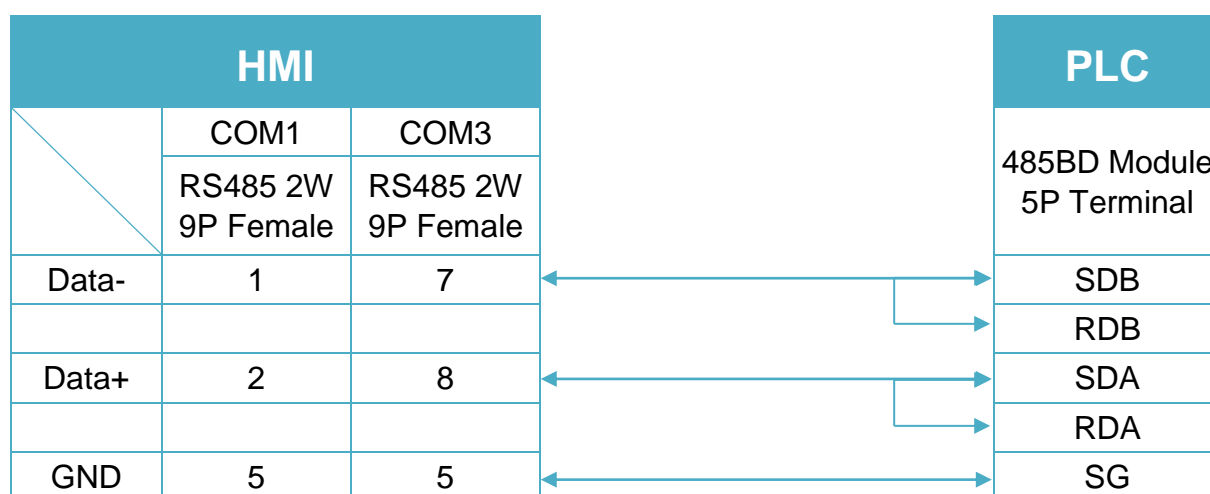 HMI
PLC
COM1 COM3
RS485 2W RS485 2W
9P Female 9P Female
485BD Module
5P Terminal
Data- 1 7 SDB
RDB
Data+ 2 8 SDA
RDA
GND 5 5 SG